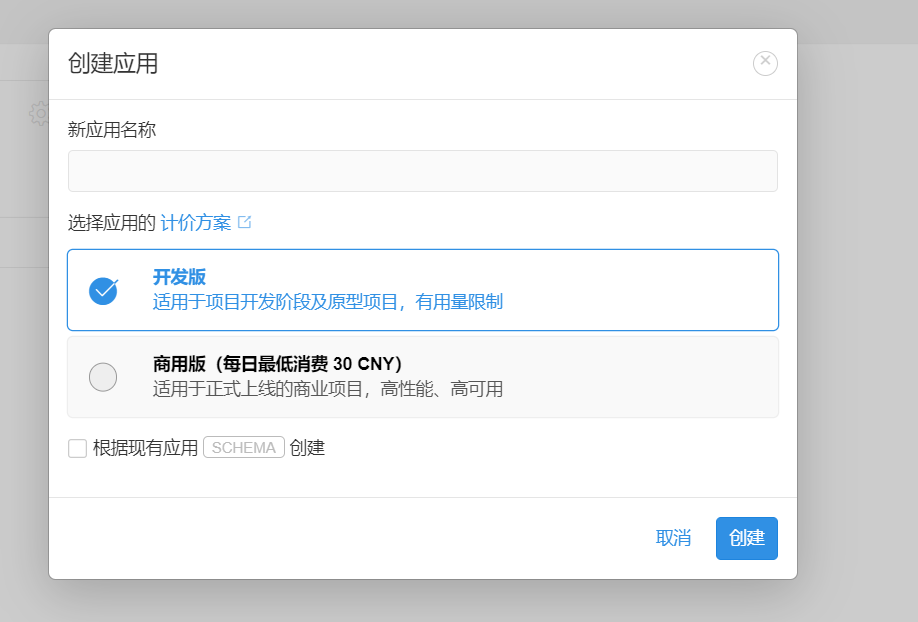 创建应用
新应用名称
选择应用的 计价方案
开发版
适用于项目开发阶段及原型项目，有用量限制
商用版（每日最低消费 30 CNY）
适用于正式上线的商业项目，高性能、高可用
根据现有应用 SCHEMA 创建
取消 创建